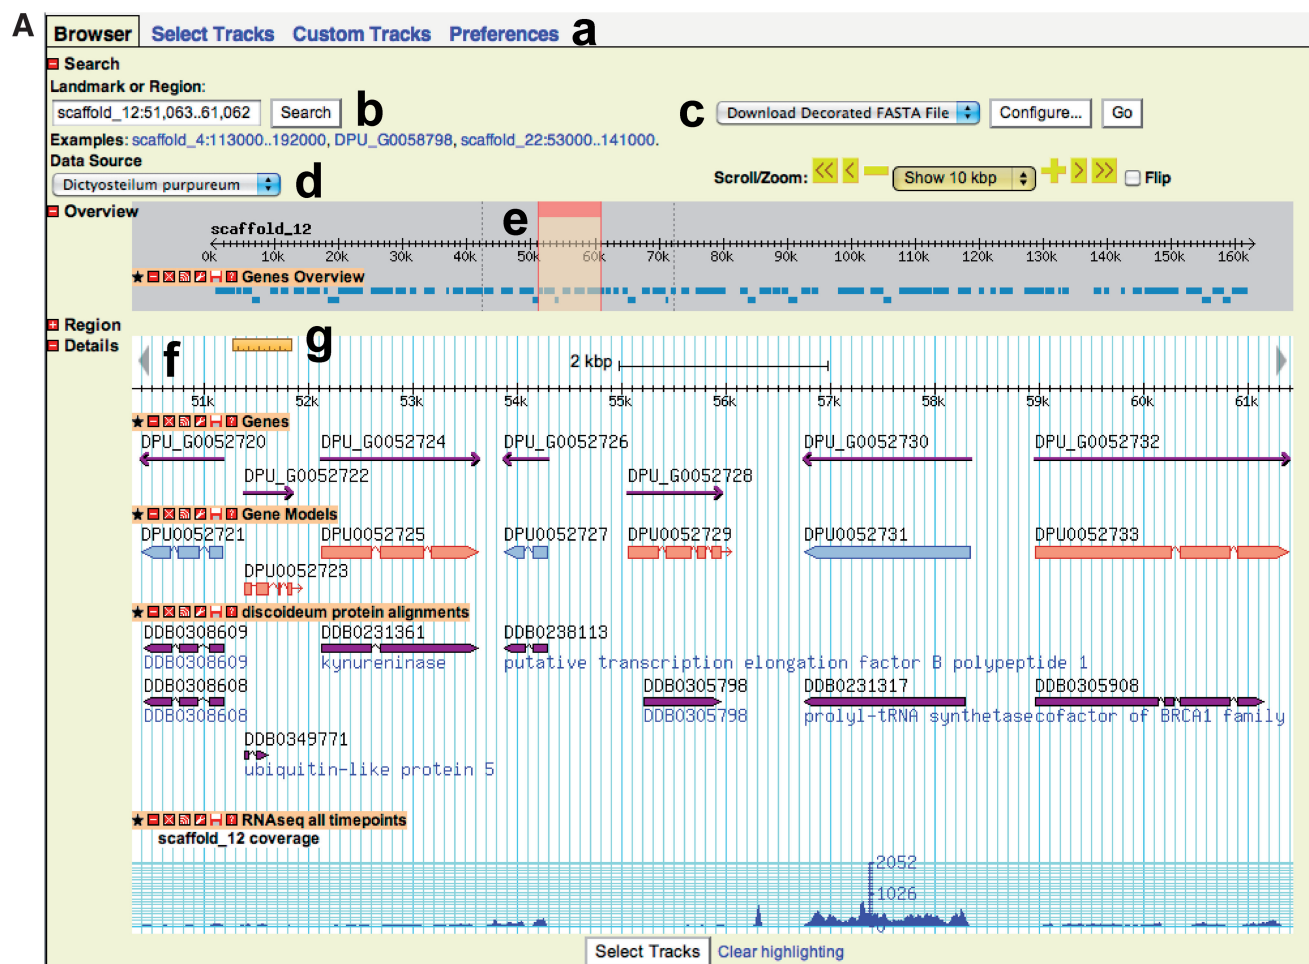 A
Browser Select Tracks Custom Tracks Preferences a
Search
Landmark or Region:
scaffold_12:51,063..61,062 Search b
c Download Decorated FASTA File Configure... Go
Examples: scaffold_4:113000..192000, DPU_G0058798, scaffold_22:53000..141000.
Data Source
Dictyosteilum purpureum d
Scroll/Zoom: << < Show 10 kbp > >> Flip
Overview e
scaffold_12
0k 10k 20k 30k 40k 50k 60k 70k 80k 90k 100k 110k 120k 130k 140k 150k 160k
Genes Overview
Region
Details f g
2 kbp
51k 52k 53k 54k 55k 56k 57k 58k 59k 60k 61k
Genes
DPU_G0052720 DPU_G0052724 DPU_G0052726 DPU_G0052730 DPU_G0052732
DPU_G0052722 DPU_G0052728
Gene Models
DPU0052721 DPU0052725 DPU0052727 DPU0052729 DPU0052731 DPU0052733
DPU0052723
discoideum protein alignments
DDB0308609 DDB0231361 DDB0238113
DDB0308609 kynureninase putative transcription elongation factor B polypeptide 1
DDB0308608 DDB0305798 DDB0231317 DDB0305908
DDB0308608 DDB0305798 prolyl-tRNA synthetasecofactor of BRCA1 family
DDB0349771
ubiquitin-like protein 5
RNAseq all timepoints
scaffold_12 coverage
2052
1026
0
Select Tracks Clear highlighting